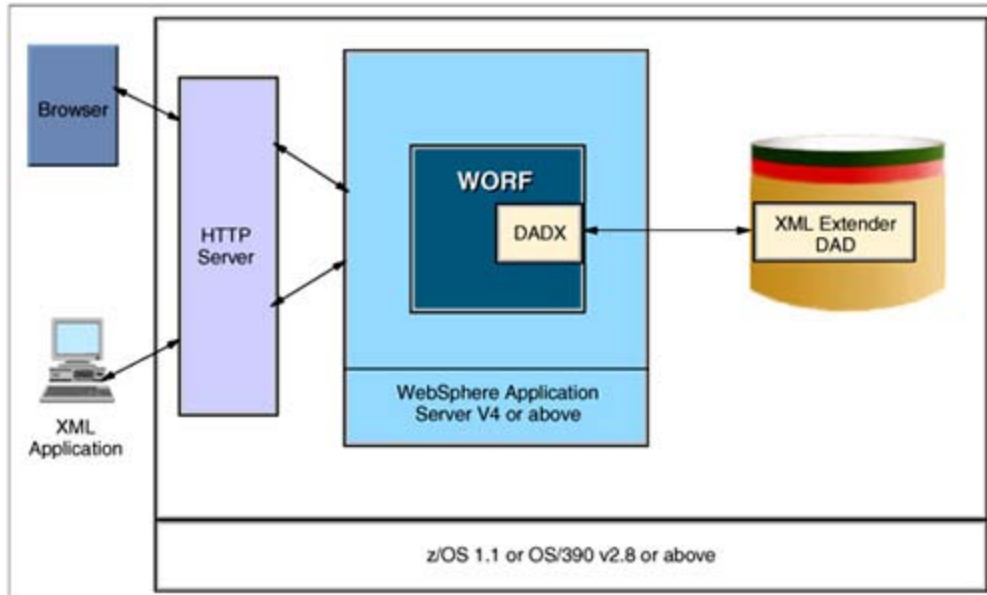 Browser
XML
Application
HTTP
Server
WORF
DADX
WebSphere Application
Server V4 or above
XML Extender
DAD
z/OS 1.1 or OS/390 v2.8 or above